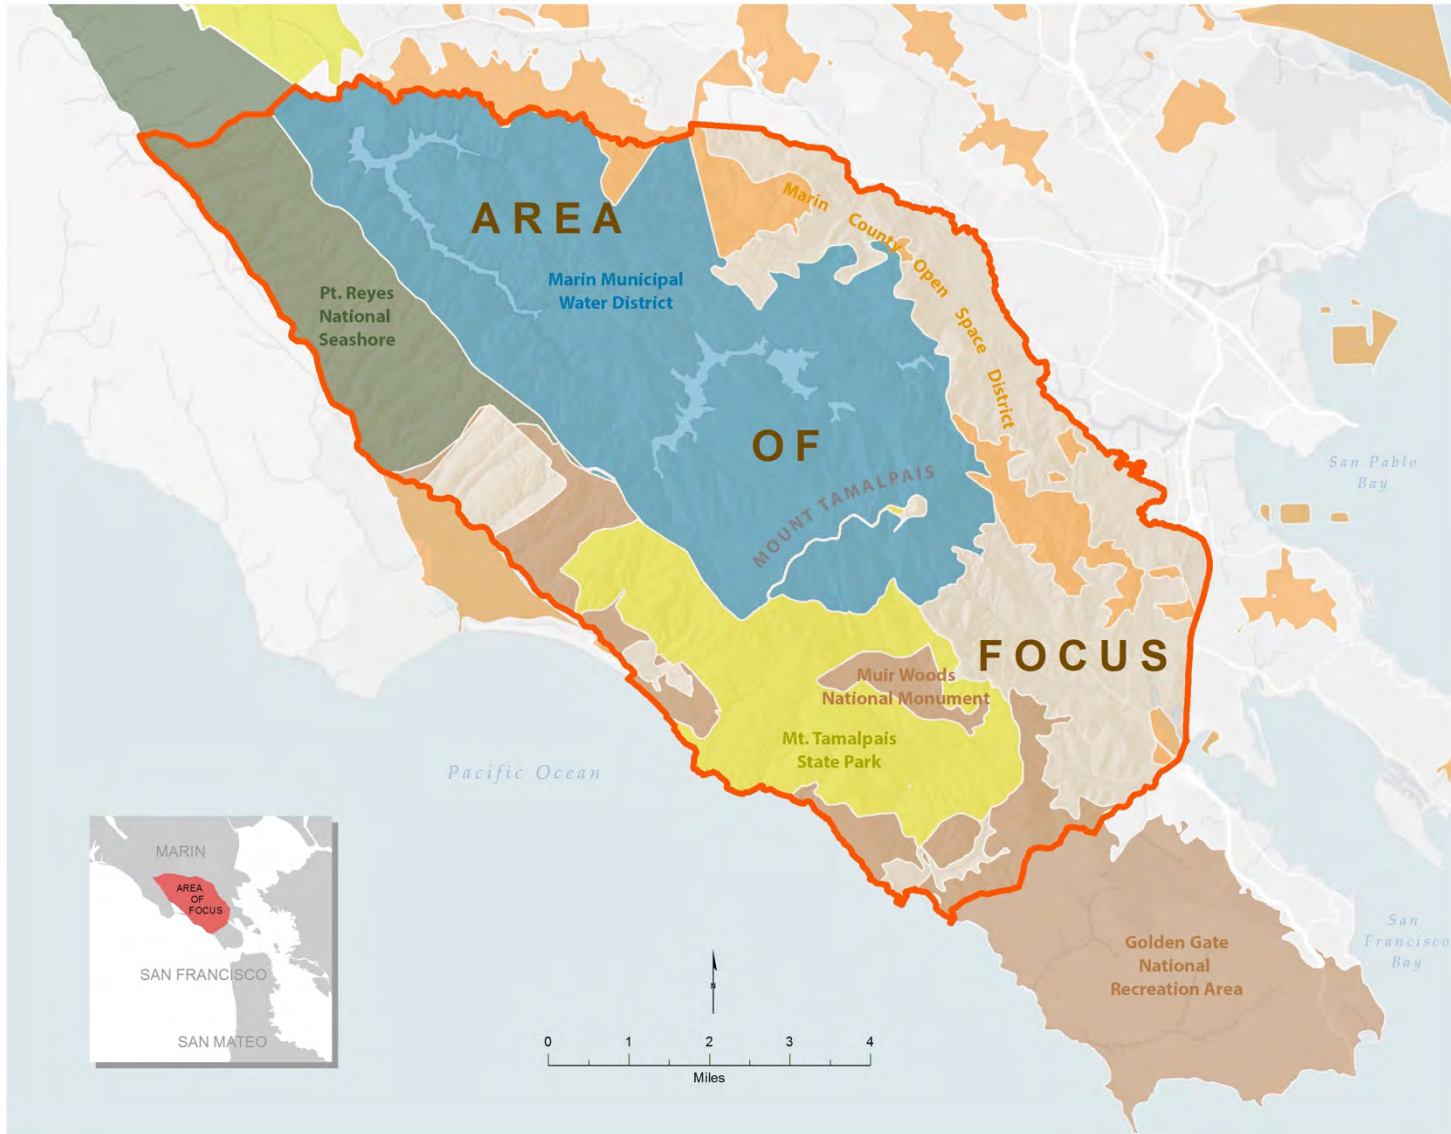 AREA
Marin Municipal
Water District
Pt. Reyes
National
Seashore
Marin County Open Space District
OF
MOUNT TAMALPAIS
San Pablo
Bay
FOCUS
Muir Woods
National Monument
Mt. Tamalpais
State Park
Pacific Ocean
MARIN
AREA
OF
FOCUS
SAN FRANCISCO
SAN MATEO
Golden Gate
National
Recreation Area
San
Francisco
Bay
N
0 1 2 3 4
Miles